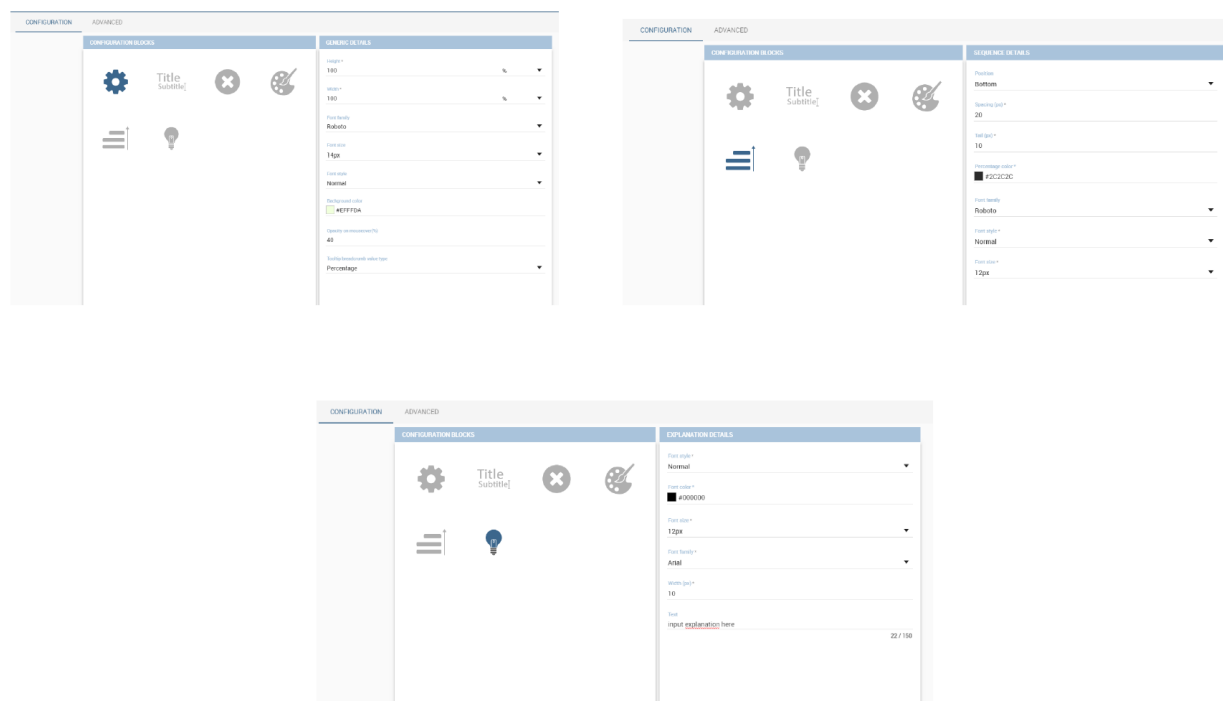 CONFIGURATION ADVANCED
CONFIGURATION BLOCKS
GENERIC DETAILS
Title
Subtitle
Height *
100 %
Width *
100 %
Font family
Roboto
Font size
14px
Font style
Normal
Background color
#EFFFDA
Opacity on mouseover(%)
40
Tooltip breadcrumb value type
Percentage
CONFIGURATION ADVANCED
CONFIGURATION BLOCKS
SEQUENCE DETAILS
Title
Subtitle
Position
Bottom
Spacing (px) *
20
Tail (px) *
10
Percentage color *
#2C2C2C
Font family
Roboto
Font style *
Normal
Font size *
12px
CONFIGURATION ADVANCED
CONFIGURATION BLOCKS
EXPLANATION DETAILS
Title
Subtitle
Font style *
Normal
Font color *
#000000
Font size *
12px
Font family *
Arial
Width (px) *
10
Text
input explanation here
22 / 150